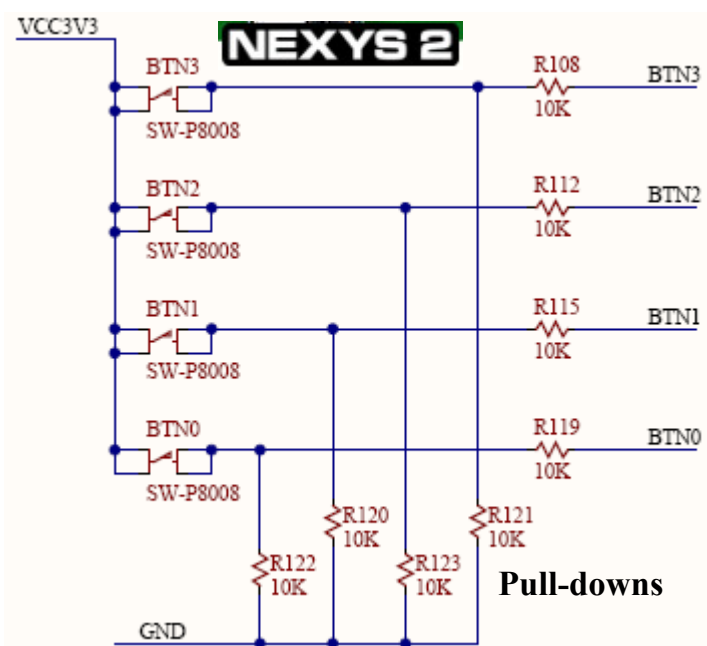 VCC3V3
NEXYS 2
BTN3
SW-P8008
R108
10K
BTN3
BTN2
SW-P8008
R112
10K
BTN2
BTN1
SW-P8008
R115
10K
BTN1
BTN0
SW-P8008
R119
10K
BTN0
R120
10K
R121
10K
R122
10K
R123
10K
Pull-downs
GND